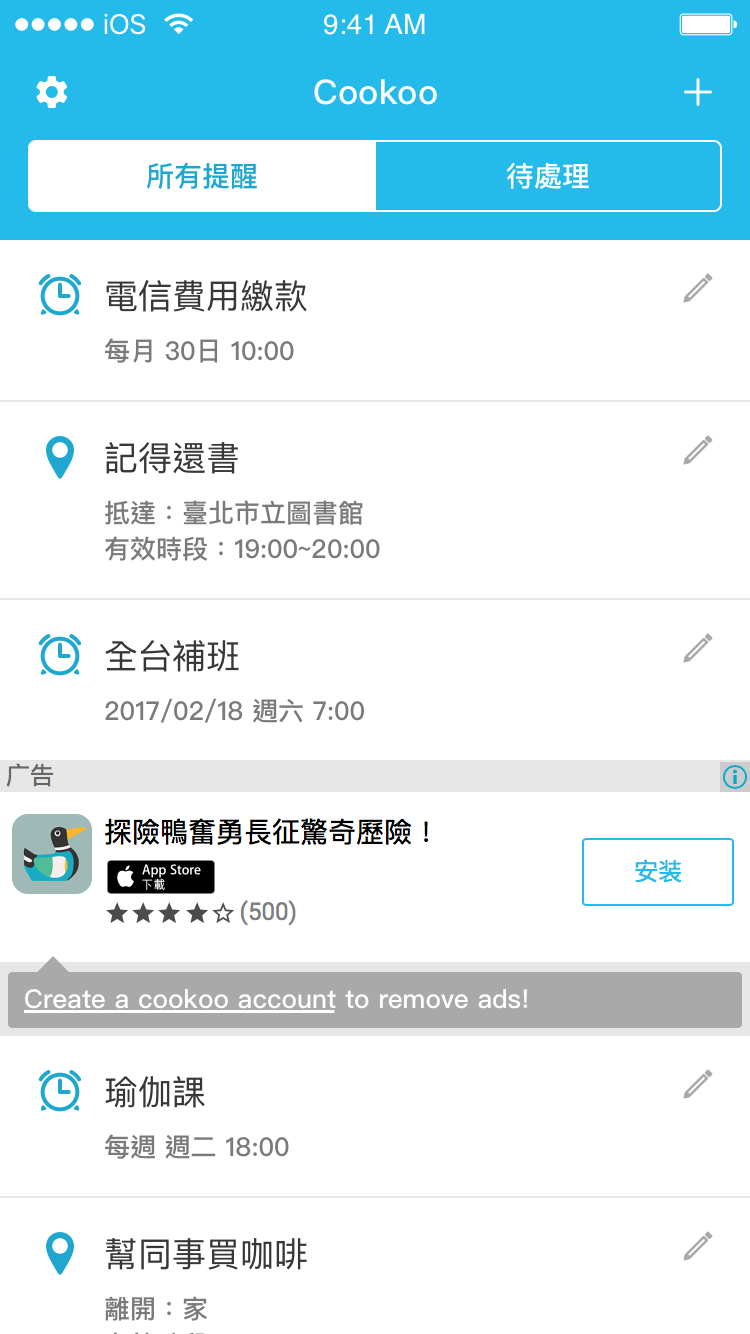 iOS 9:41 AM
Cookoo
所有提醒 待處理
電信費用繳款
每月 30日 10:00
記得還書
抵達：臺北市立圖書館
有效時段：19:00~20:00
全台補班
2017/02/18 週六 7:00
广告
探險鴨奮勇長征驚奇歷險！
App Store
下載
(500)
安装
Create a cookoo account to remove ads!
瑜伽課
每週 週二 18:00
幫同事買咖啡
離開：家